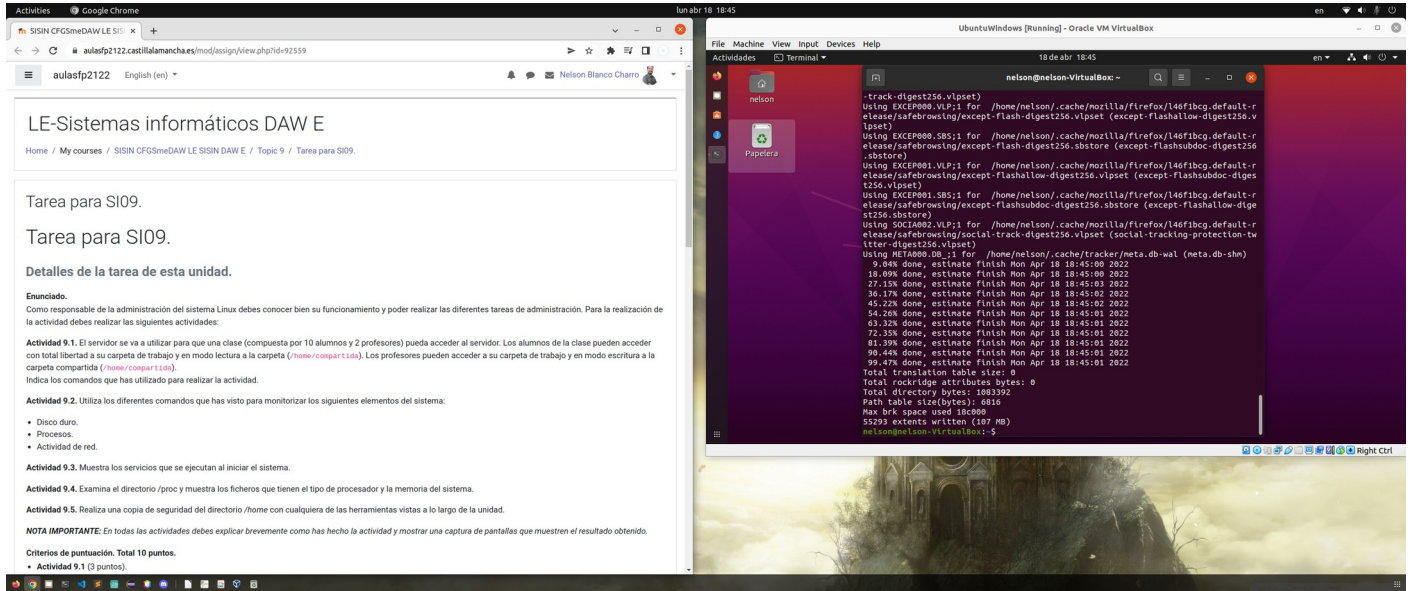 Activities Google Chrome lun abr 18 18:45 en
SISIN CFGSmeDAW LE SIS
aulasfp2122.castillalamancha.es/mod/assign/view.php?id=92559
aulasfp2122 English (en) Nelson Blanco Charro
LE-Sistemas informáticos DAW E
Home / My courses / SISIN CFGSmeDAW LE SISIN DAW E / Topic 9 / Tarea para SI09.
Tarea para SI09.
Tarea para SI09.
Detalles de la tarea de esta unidad.
Enunciado.
Como responsable de la administración del sistema Linux debes conocer bien su funcionamiento y poder realizar las diferentes tareas de administración. Para la realización de
la actividad debes realizar las siguientes actividades:
Actividad 9.1. El servidor se va a utilizar para que una clase (compuesta por 10 alumnos y 2 profesores) pueda acceder al servidor. Los alumnos de la clase pueden acceder
con total libertad a su carpeta de trabajo y en modo lectura a la carpeta (/home/compartida). Los profesores pueden acceder a su carpeta de trabajo y en modo escritura a la
carpeta compartida (/home/compartida).
Indica los comandos que has utilizado para realizar la actividad.
Actividad 9.2. Utiliza los diferentes comandos que has visto para monitorizar los siguientes elementos del sistema:
• Disco duro.
• Procesos.
• Actividad de red.
Actividad 9.3. Muestra los servicios que se ejecutan al iniciar el sistema.
Actividad 9.4. Examina el directorio /proc y muestra los ficheros que tienen el tipo de procesador y la memoria del sistema.
Actividad 9.5. Realiza una copia de seguridad del directorio /home con cualquiera de las herramientas vistas a lo largo de la unidad.
NOTA IMPORTANTE: En todas las actividades debes explicar brevemente como has hecho la actividad y mostrar una captura de pantallas que muestren el resultado obtenido.
Criterios de puntuación. Total 10 puntos.
• Actividad 9.1 (3 puntos).
UbuntuWindows [Running] - Oracle VM VirtualBox
File Machine View Input Devices Help
Actividades Terminal 18 de abr 18:45 en
nelson
Papelera
nelson@nelson-VirtualBox: ~
-track-digest256.vlpset)
Using EXCEP000.VLP;1 for /home/nelson/.cache/mozilla/firefox/l46f1bcg.default-r
elease/safebrowsing/except-flash-digest256.vlpset (except-flashallow-digest256.v
lpset)
Using EXCEP000.SBS;1 for /home/nelson/.cache/mozilla/firefox/l46f1bcg.default-r
elease/safebrowsing/except-flash-digest256.sbstore (except-flashsubdoc-digest256
.sbstore)
Using EXCEP001.VLP;1 for /home/nelson/.cache/mozilla/firefox/l46f1bcg.default-r
elease/safebrowsing/except-flashallow-digest256.vlpset (except-flashsubdoc-diges
t256.vlpset)
Using EXCEP001.SBS;1 for /home/nelson/.cache/mozilla/firefox/l46f1bcg.default-r
elease/safebrowsing/except-flashsubdoc-digest256.sbstore (except-flashallow-dige
st256.sbstore)
Using SOCIA002.VLP;1 for /home/nelson/.cache/mozilla/firefox/l46f1bcg.default-r
elease/safebrowsing/social-track-digest256.vlpset (social-tracking-protection-tw
itter-digest256.vlpset)
Using META000.DB_;1 for /home/nelson/.cache/tracker/meta.db-wal (meta.db-shm)
9.04% done, estimate finish Mon Apr 18 18:45:00 2022
18.09% done, estimate finish Mon Apr 18 18:45:00 2022
27.15% done, estimate finish Mon Apr 18 18:45:03 2022
36.17% done, estimate finish Mon Apr 18 18:45:02 2022
45.22% done, estimate finish Mon Apr 18 18:45:02 2022
54.26% done, estimate finish Mon Apr 18 18:45:01 2022
63.32% done, estimate finish Mon Apr 18 18:45:01 2022
72.35% done, estimate finish Mon Apr 18 18:45:01 2022
81.39% done, estimate finish Mon Apr 18 18:45:01 2022
90.44% done, estimate finish Mon Apr 18 18:45:01 2022
99.47% done, estimate finish Mon Apr 18 18:45:01 2022
Total translation table size: 0
Total rockridge attributes bytes: 0
Total directory bytes: 1083392
Path table size(bytes): 6816
Max brk space used 18c000
55293 extents written (107 MB)
nelson@nelson-VirtualBox:~$
Right Ctrl